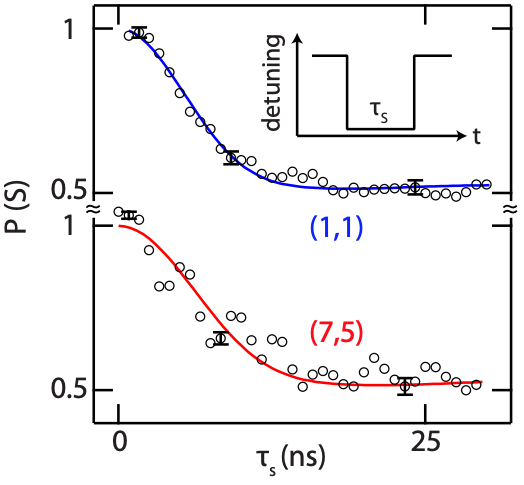 1
detuning
τs
t
0.5
P (S)
(1,1)
1
(7,5)
0.5
0
25
τs (ns)